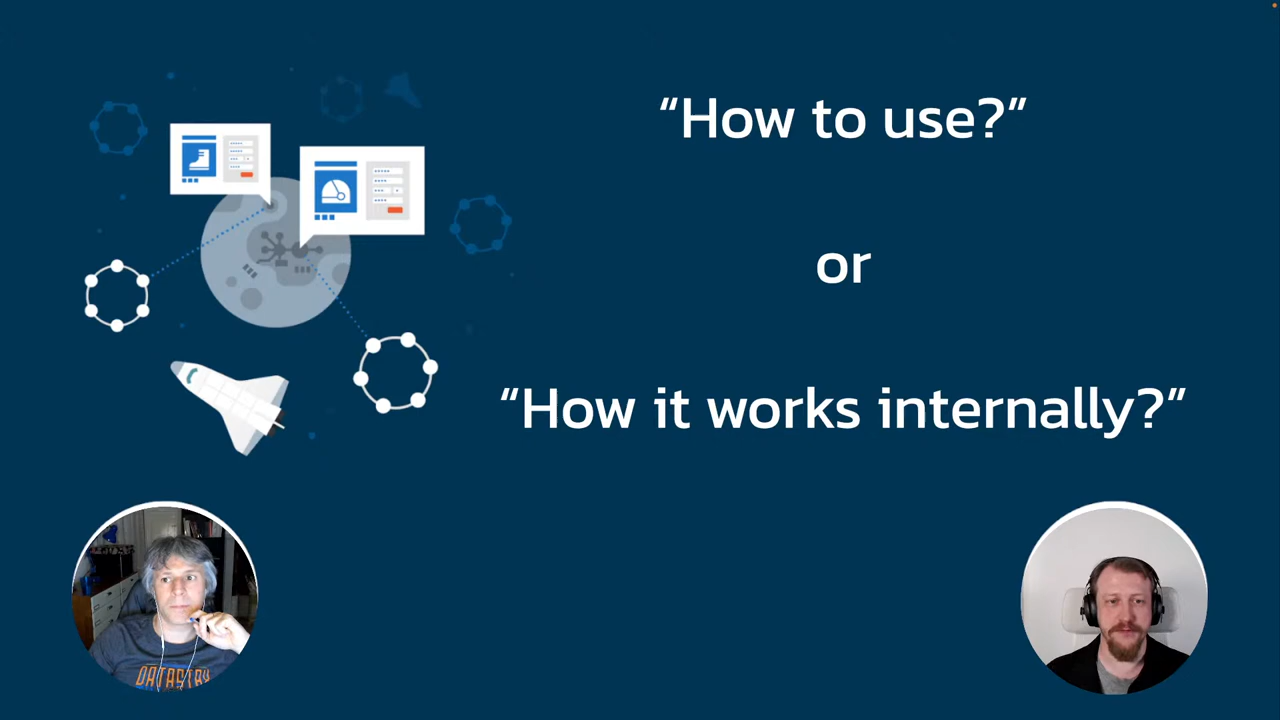 “How to use?”
or
“How it works internally?”